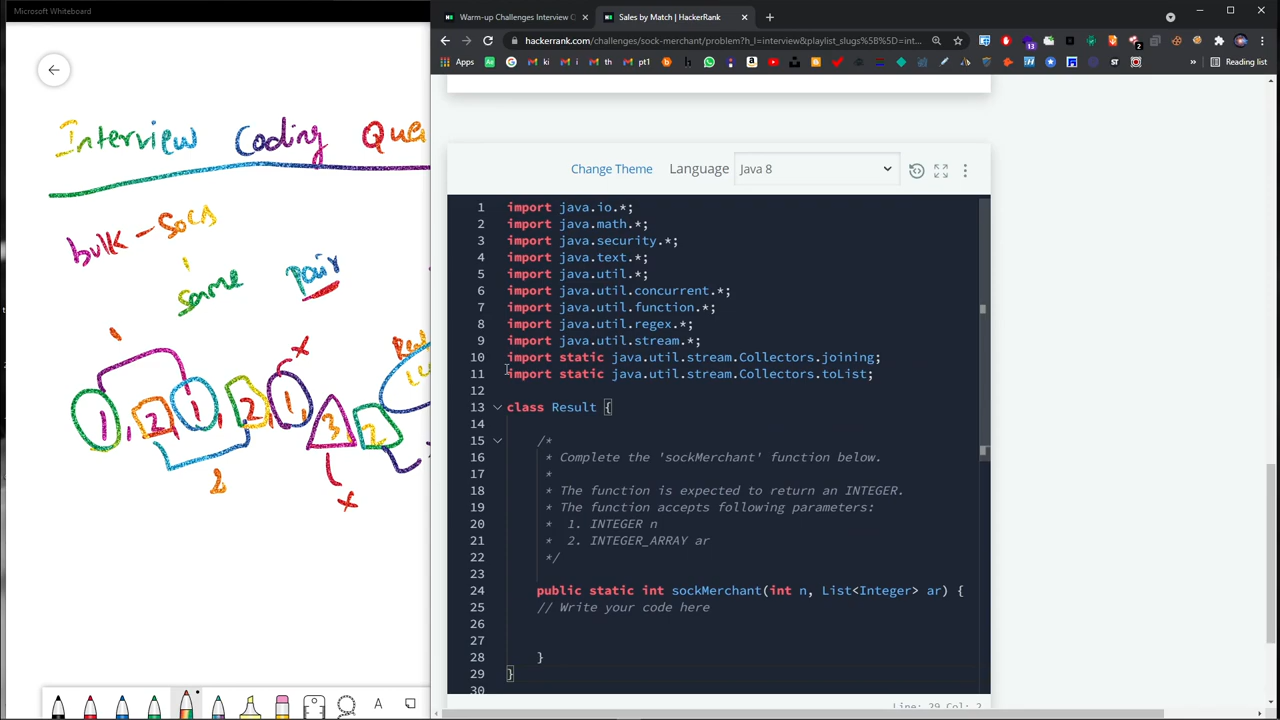 Microsoft Whiteboard
Warm-up Challenges Interview C
Sales by Match | HackerRank
hackerrank.com/challenges/sock-merchant/problem?h_l=interview&playlist_slugs%5B%5D=int...
Apps
ki
i
th
pt1
Reading list
Interview Coding Que
bulk - Socs
same pair
1, 2, 1, 2, 1, 3, 2
2
x
x
Change Theme Language Java 8
1 import java.io.*;
2 import java.math.*;
3 import java.security.*;
4 import java.text.*;
5 import java.util.*;
6 import java.util.concurrent.*;
7 import java.util.function.*;
8 import java.util.regex.*;
9 import java.util.stream.*;
10 import static java.util.stream.Collectors.joining;
11 import static java.util.stream.Collectors.toList;
12
13 class Result {
14
15 /*
16 * Complete the 'sockMerchant' function below.
17 *
18 * The function is expected to return an INTEGER.
19 * The function accepts following parameters:
20 * 1. INTEGER n
21 * 2. INTEGER_ARRAY ar
22 */
23
24 public static int sockMerchant(int n, List<Integer> ar) {
25 // Write your code here
26
27
28 }
29 }
30
Line: 29 Col: 2